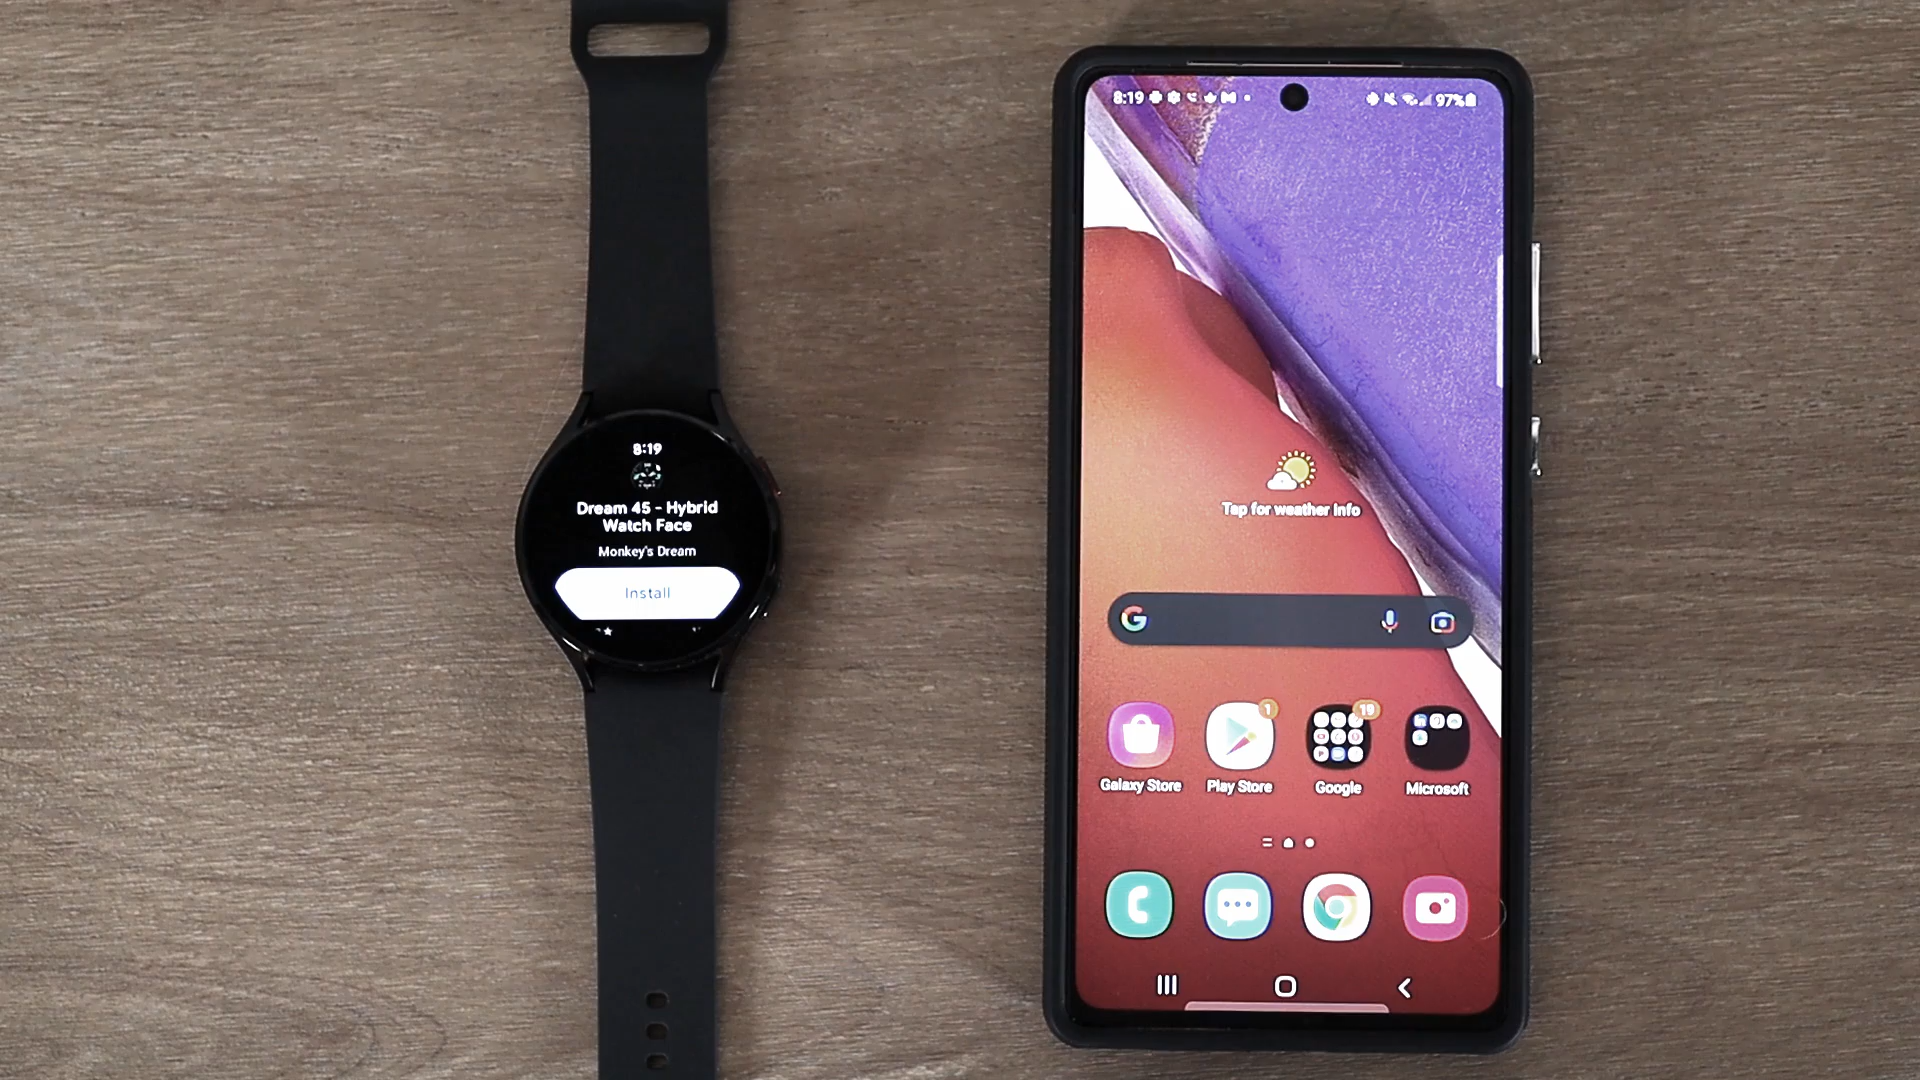 8:19
Dream 45 - Hybrid
Watch Face
Monkey's Dream
Install
8:19
97%
Tap for weather info
G
1
19
Galaxy Store
Play Store
Google
Microsoft